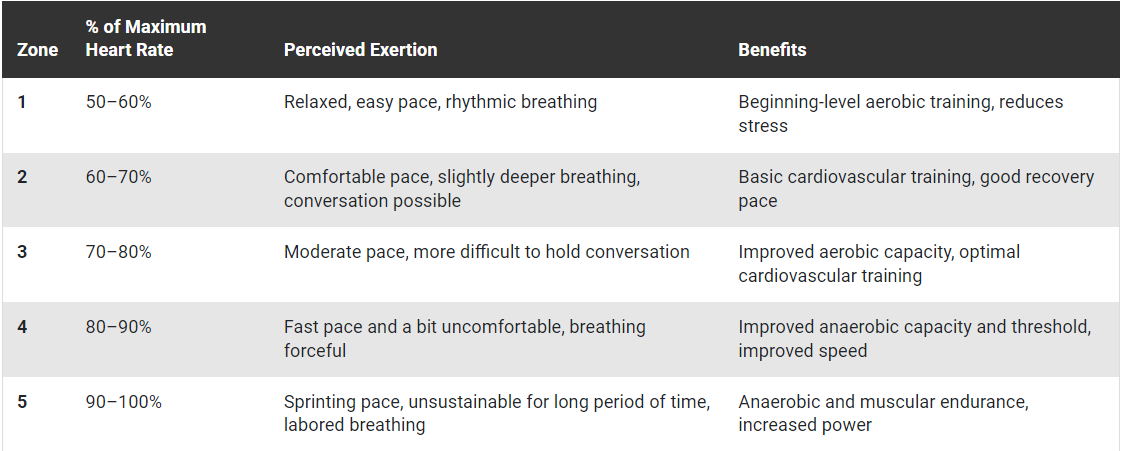 Zone
% of Maximum
Heart Rate
Perceived Exertion
Benefits
1
50–60%
Relaxed, easy pace, rhythmic breathing
Beginning-level aerobic training, reduces
stress
2
60–70%
Comfortable pace, slightly deeper breathing,
conversation possible
Basic cardiovascular training, good recovery
pace
3
70–80%
Moderate pace, more difficult to hold conversation
Improved aerobic capacity, optimal
cardiovascular training
4
80–90%
Fast pace and a bit uncomfortable, breathing
forceful
Improved anaerobic capacity and threshold,
improved speed
5
90–100%
Sprinting pace, unsustainable for long period of time,
labored breathing
Anaerobic and muscular endurance,
increased power